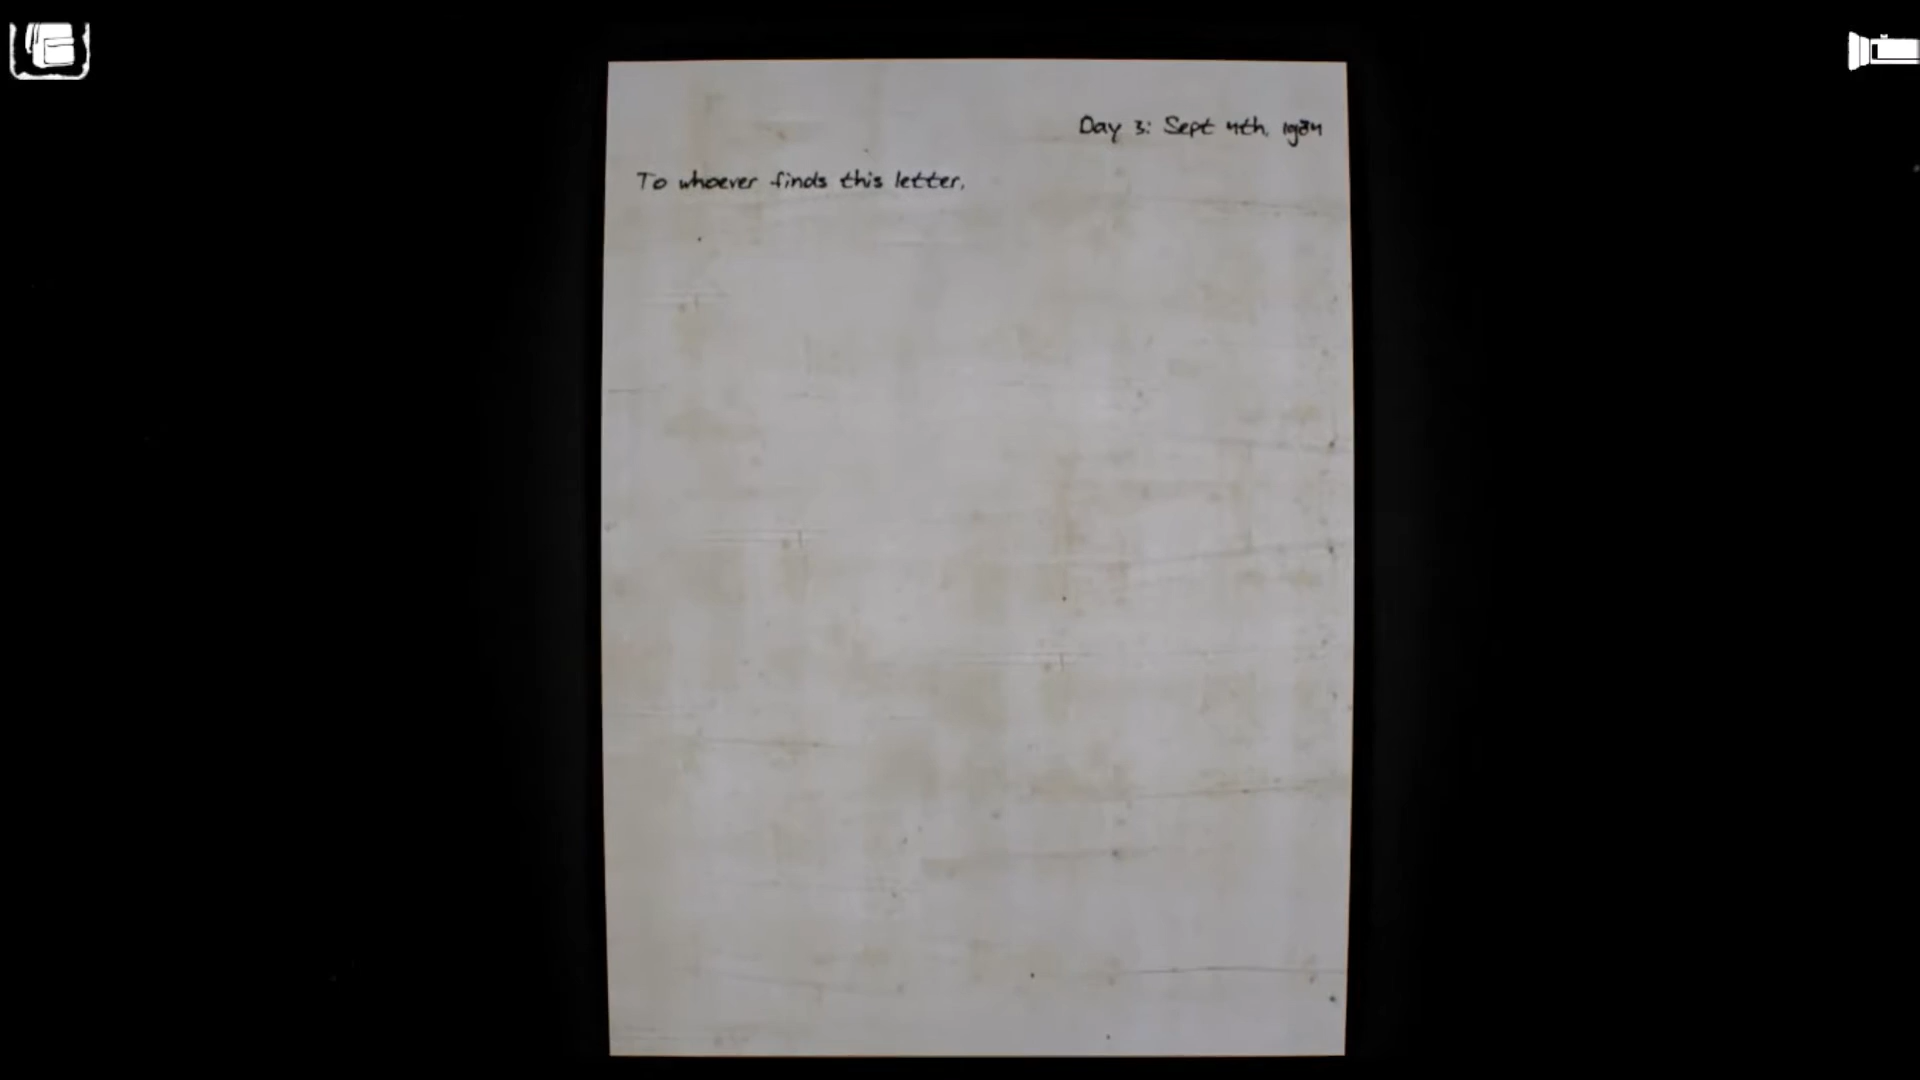 Day 3: Sept 4th, 1984
To whoever finds this letter,